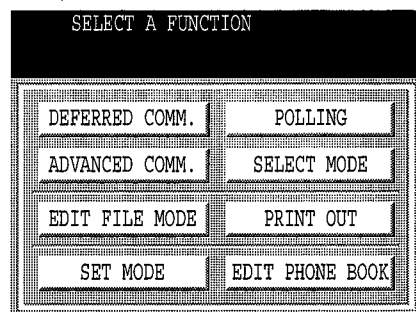 SELECT A FUNCTION
DEFERRED COMM. POLLING
ADVANCED COMM. SELECT MODE
EDIT FILE MODE PRINT OUT
SET MODE EDIT PHONE BOOK